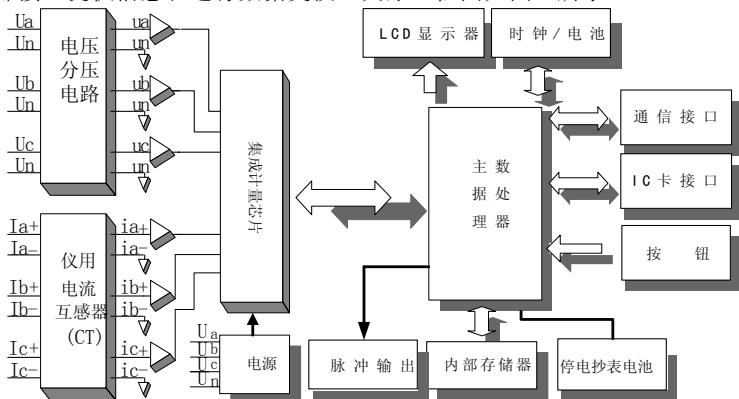 Ua
Un
Ub
Un
Uc
Un
电压
分压
电路
ua
un
ub
un
uc
un
Ia+
Ia-
Ib+
Ib-
Ic+
Ic-
仪用
电流
互感器
(CT)
ia+
ia-
ib+
ib-
ic+
ic-
集成计量芯片
Ua
Ub
Uc
Un
电源
LCD显示器
时钟/电池
主数
据处
理器
通信接口
IC卡接口
按钮
脉冲输出
内部存储器
停电抄表电池